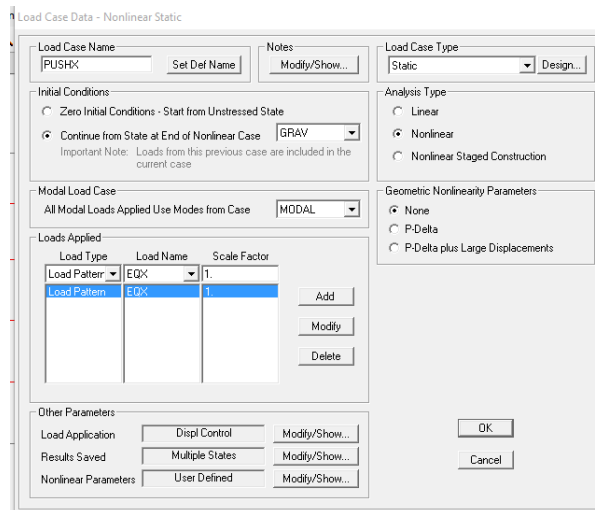 Load Case Data - Nonlinear Static
Load Case Name
PUSHX
Set Def Name
Notes
Modify/Show...
Load Case Type
Static
Design...
Initial Conditions
Zero Initial Conditions - Start from Unstressed State
Continue from State at End of Nonlinear Case
GRAV
Important Note: Loads from this previous case are included in the
current case
Analysis Type
Linear
Nonlinear
Nonlinear Staged Construction
Modal Load Case
All Modal Loads Applied Use Modes from Case
MODAL
Geometric Nonlinearity Parameters
None
P-Delta
P-Delta plus Large Displacements
Loads Applied
Load Type Load Name Scale Factor
Load Pattern EQX 1.
Load Pattern EQX 1.
Add
Modify
Delete
Other Parameters
Load Application Displ Control Modify/Show...
Results Saved Multiple States Modify/Show...
Nonlinear Parameters User Defined Modify/Show...
OK
Cancel